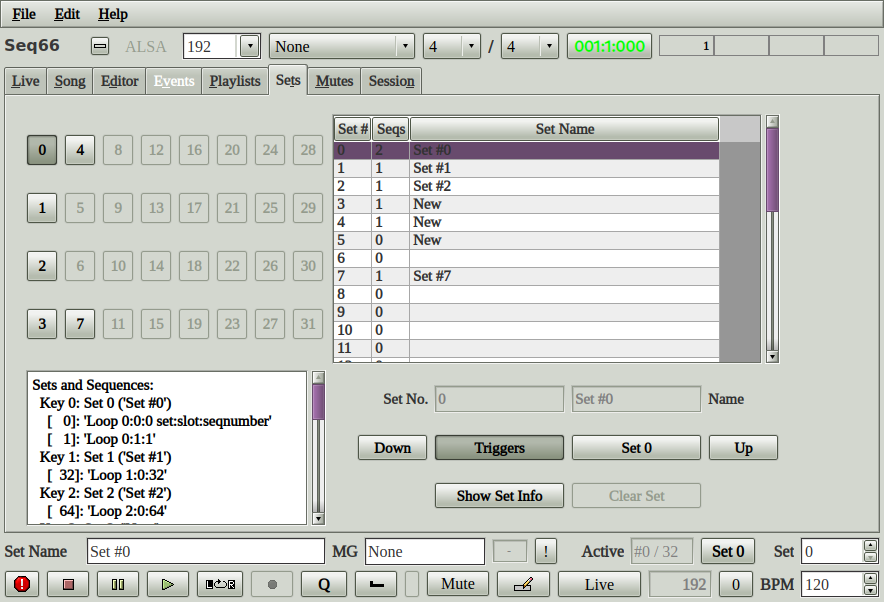 File Edit Help
Seq66 ALSA 192 None 4 / 4 001:1:000 1
Live Song Editor Events Playlists Sets Mutes Session
Set # Seqs Set Name
0 2 Set #0
1 1 Set #1
2 1 Set #2
3 1 New
4 1 New
5 0 New
6 0
7 1 Set #7
8 0
9 0
10 0
11 0
0 4 8 12 16 20 24 28
1 5 9 13 17 21 25 29
2 6 10 14 18 22 26 30
3 7 11 15 19 23 27 31
Sets and Sequences:
Key 0: Set 0 ('Set #0')
[ 0]: 'Loop 0:0:0 set:slot:seqnumber'
[ 1]: 'Loop 0:1:1'
Key 1: Set 1 ('Set #1')
[ 32]: 'Loop 1:0:32'
Key 2: Set 2 ('Set #2')
[ 64]: 'Loop 2:0:64'
Set No. 0 Set #0 Name
Down Triggers Set 0 Up
Show Set Info Clear Set
Set Name Set #0 MG None - ! Active #0 / 32 Set 0 Set 0
Q Mute Live 192 0 BPM 120